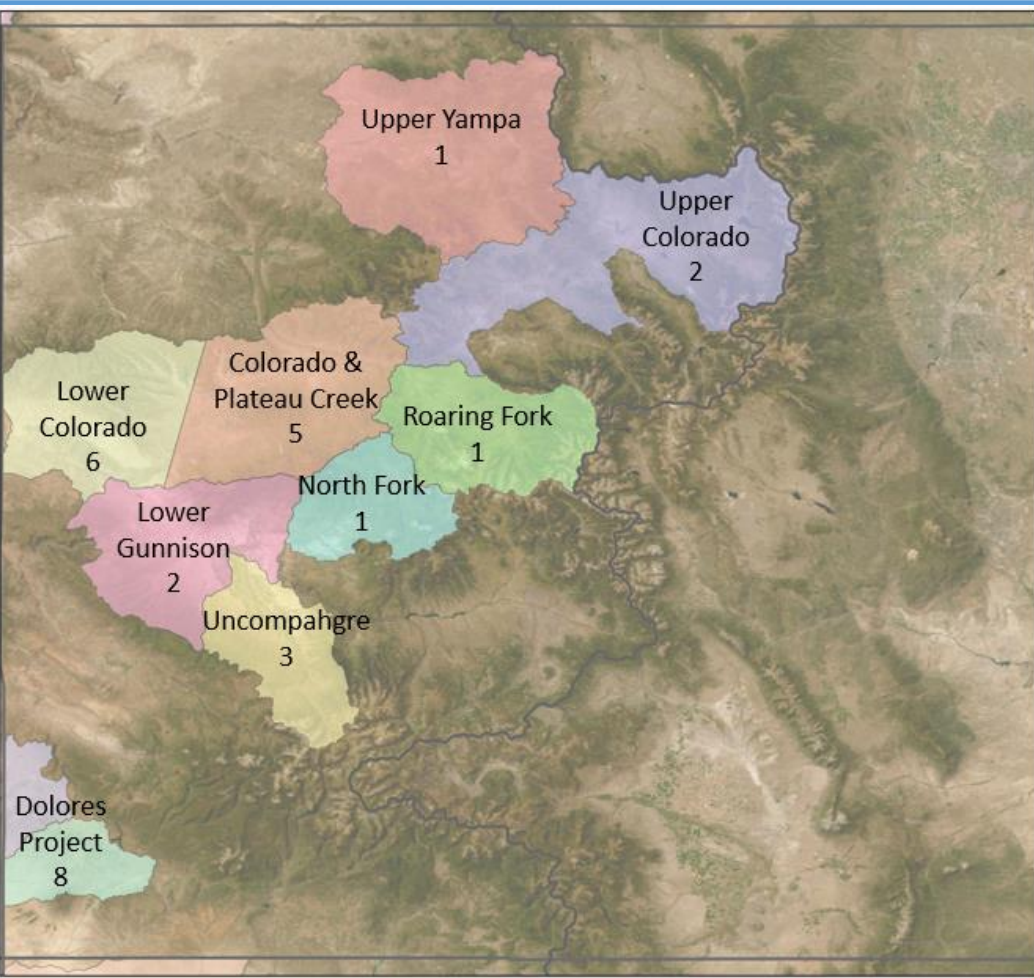 Upper Yampa
1
Upper
Colorado
2
Colorado &
Plateau Creek
5
Lower
Colorado
6
Roaring Fork
1
North Fork
1
Lower
Gunnison
2
Uncompahgre
3
Dolores
Project
8